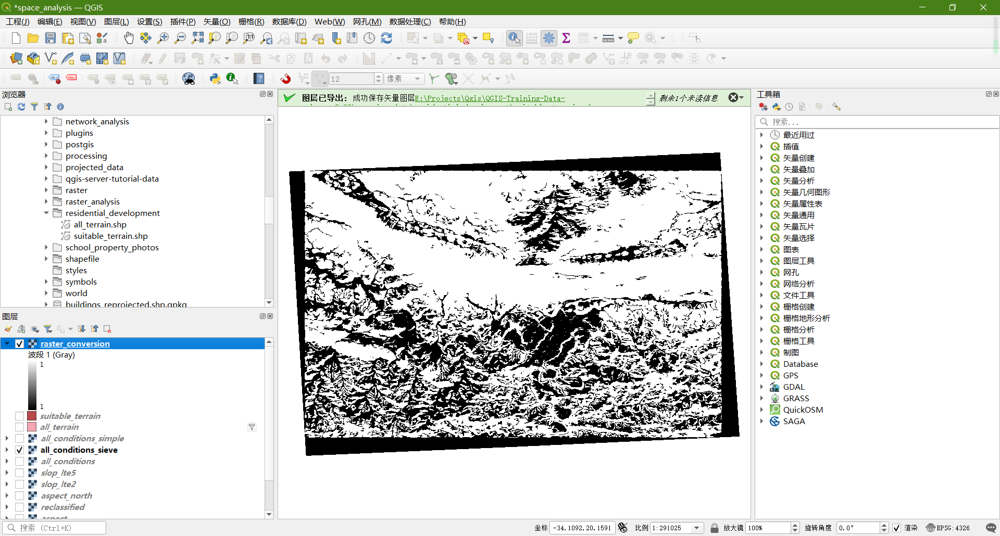 *space_analysis — QGIS
工程(J) 编辑(E) 视图(V) 图层(L) 设置(S) 插件(P) 矢量(O) 栅格(R) 数据库(D) Web(W) 网孔(M) 数据处理(C) 帮助(H)
12 像素
浏览器
network_analysis
plugins
postgis
processing
projected_data
qgis-server-tutorial-data
raster
raster_analysis
residential_development
all_terrain.shp
suitable_terrain.shp
school_property_photos
shapefile
styles
symbols
world
buildings_reprojected.shp.gpkg
图层
raster_conversion
波段 1 (Gray)
1
1
suitable_terrain
all_terrain
all_conditions_simple
all_conditions_sieve
all_conditions
slop_lte5
slop_lte2
aspect_north
reclassified
aspect
搜索 (Ctrl+K)
图层已导出: 成功保存矢量图层E:\Projects\Qgis\QGIS-Training-Data-
剩余1个未读信息
工具箱
搜索...
最近用过
插值
矢量创建
矢量叠加
矢量分析
矢量几何图形
矢量属性表
矢量通用
矢量瓦片
矢量选择
图表
图层工具
网孔
网络分析
文件工具
栅格创建
栅格地形分析
栅格分析
栅格工具
制图
Database
GPS
GDAL
GRASS
QuickOSM
SAGA
坐标 -34.1092,20.1591 比例 1:291025 放大镜 100% 旋转角度 0.0° 渲染 EPSG:4326